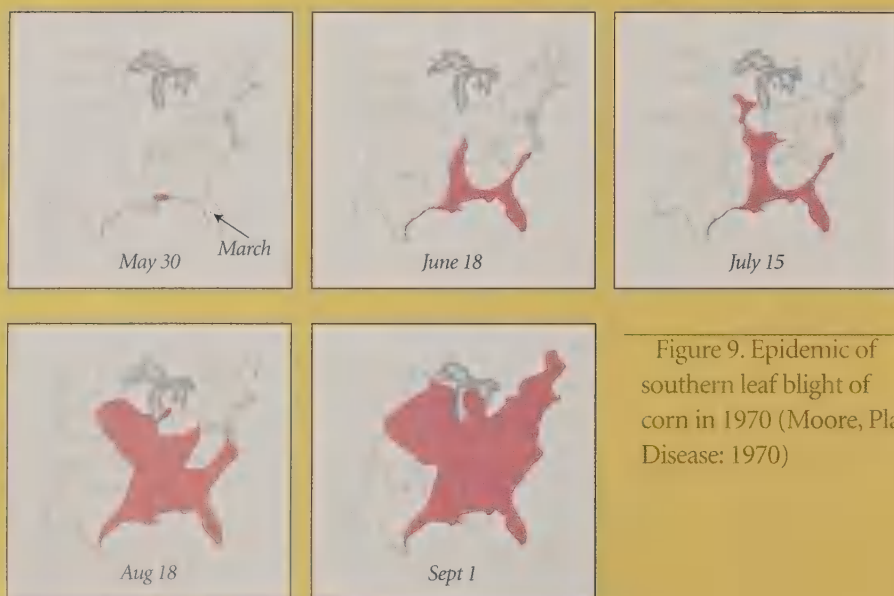 May 30
March
June 18
July 15
Aug 18
Sept 1
Figure 9. Epidemic of
southern leaf blight of
corn in 1970 (Moore, Pla
Disease: 1970)